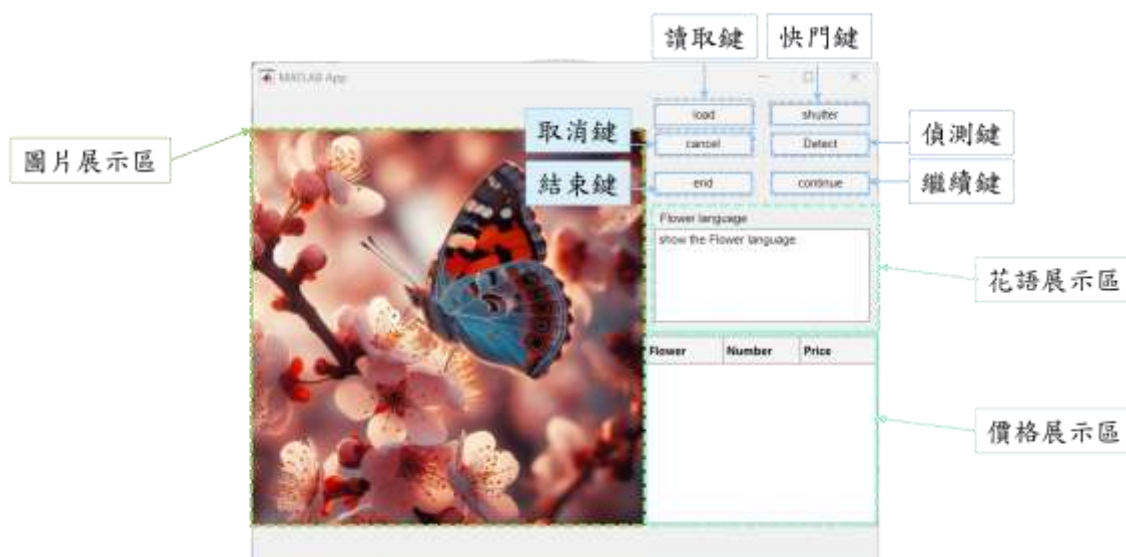 讀取鍵
快門鍵
MATLAB App
load
shutter
取消鍵
cancel
Detect
偵測鍵
圖片展示區
結束鍵
end
continue
繼續鍵
Flower language
show the Flower language
花語展示區
Flower Number Price
價格展示區